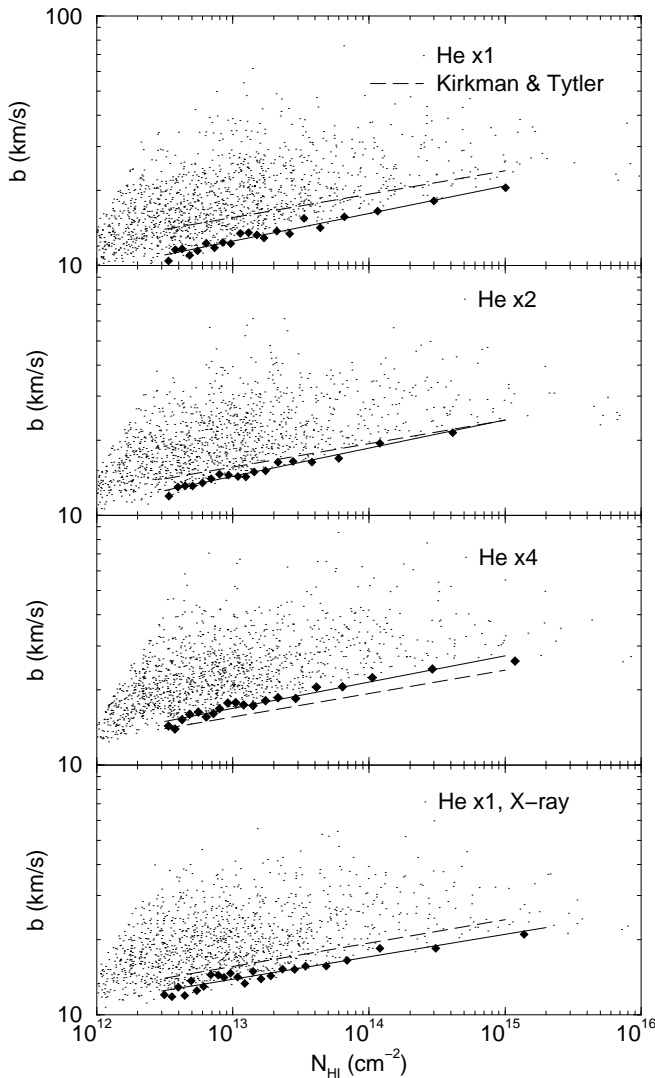 100
He x1
Kirkman & Tytler
b (km/s)
10
He x2
b (km/s)
10
He x4
b (km/s)
10
He x1, X−ray
b (km/s)
10
10^12 10^13 10^14 10^15 10^16
N_HI (cm^−2)